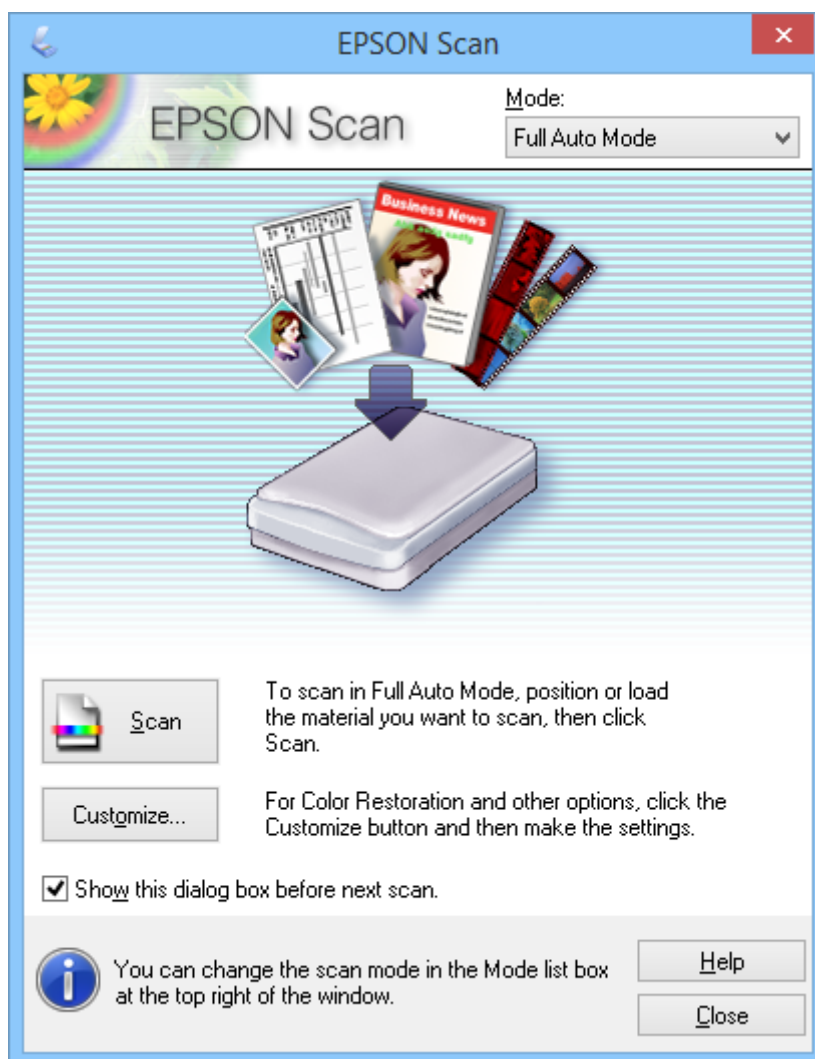 EPSON Scan
EPSON Scan
Mode:
Full Auto Mode
Business News
Scan
To scan in Full Auto Mode, position or load
the material you want to scan, then click
Scan.
Customize...
For Color Restoration and other options, click the
Customize button and then make the settings.
Show this dialog box before next scan.
You can change the scan mode in the Mode list box
at the top right of the window.
Help
Close